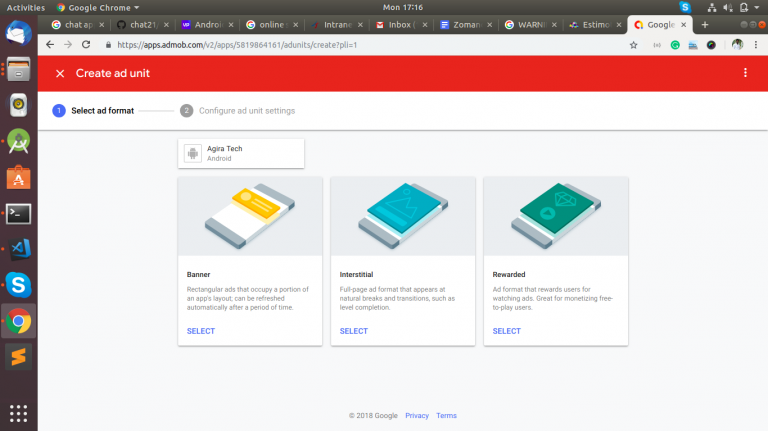 Activities Google Chrome Mon 17:16
chat ap chat21, Android online Intrane Inbox ( Zoman WARNI Estimo Google
https://apps.admob.com/v2/apps/5819864161/adunits/create?pli=1
Create ad unit
1 Select ad format 2 Configure ad unit settings
Agira Tech
Android
Banner
Rectangular ads that occupy a portion of
an app's layout; can be refreshed
automatically after a period of time.
SELECT
Interstitial
Full-page ad format that appears at
natural breaks and transitions, such as
level completion.
SELECT
Rewarded
Ad format that rewards users for
watching ads. Great for monetizing free-
to-play users.
SELECT
© 2018 Google Privacy Terms